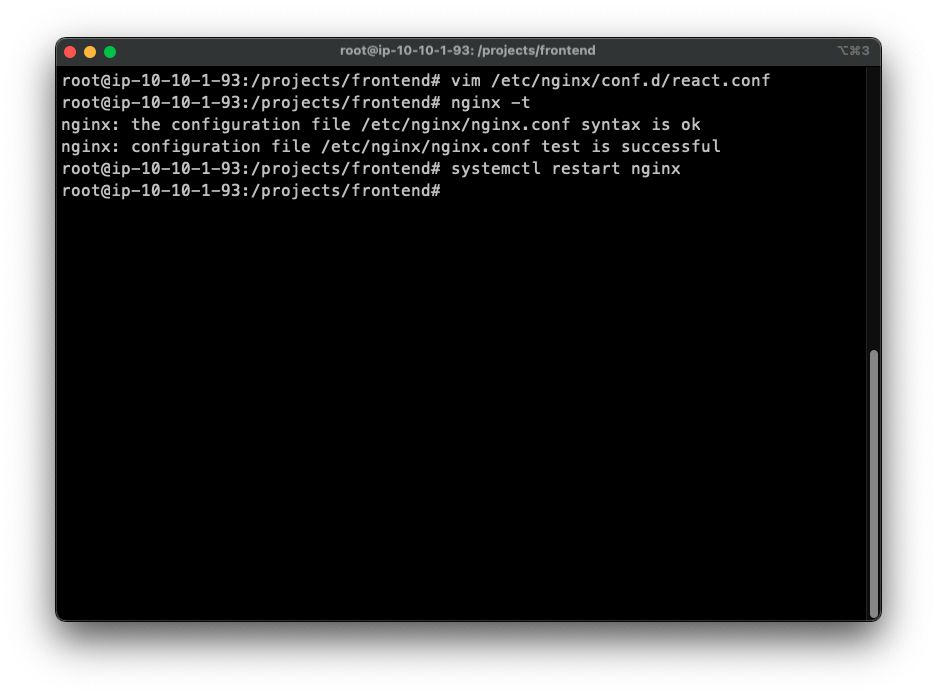 root@ip-10-10-1-93: /projects/frontend
⌥⌘3
root@ip-10-10-1-93:/projects/frontend# vim /etc/nginx/conf.d/react.conf
root@ip-10-10-1-93:/projects/frontend# nginx -t
nginx: the configuration file /etc/nginx/nginx.conf syntax is ok
nginx: configuration file /etc/nginx/nginx.conf test is successful
root@ip-10-10-1-93:/projects/frontend# systemctl restart nginx
root@ip-10-10-1-93:/projects/frontend#